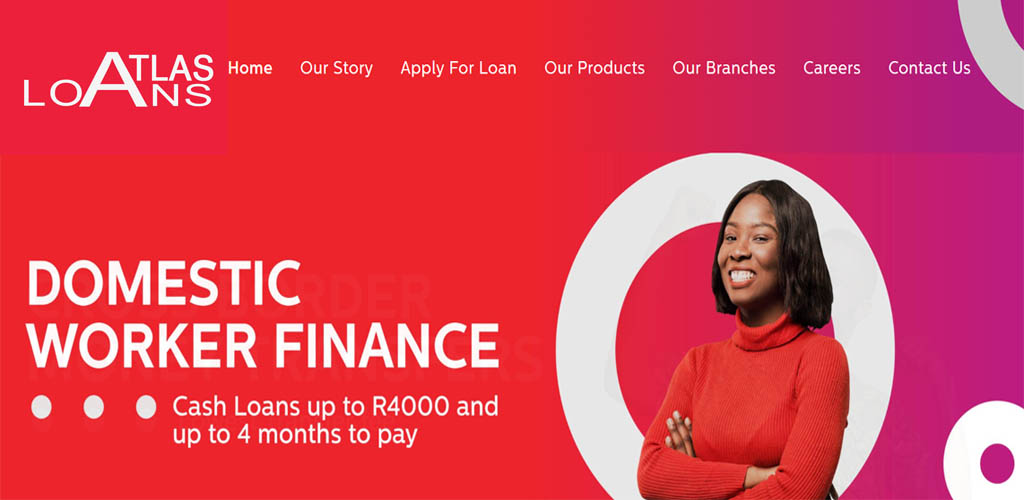 ATLAS
LOANS
Home Our Story Apply For Loan Our Products Our Branches Careers Contact Us
DOMESTIC
WORKER FINANCE
Cash Loans up to R4000 and
up to 4 months to pay